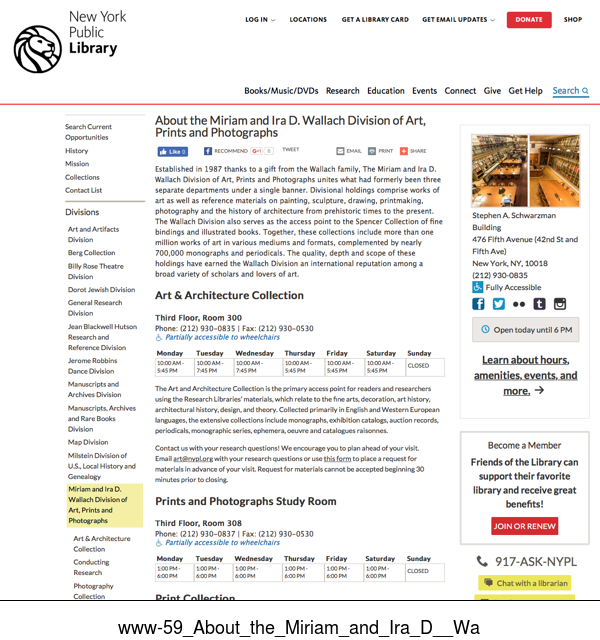 New York
Public
Library
LOG IN
LOCATIONS
GET A LIBRARY CARD
GET EMAIL UPDATES
DONATE
SHOP
Books/Music/DVDs Research Education Events Connect Give Get Help Search
Search Current
Opportunities
History
Mission
Collections
Contact List
Divisions
Art and Artifacts
Division
Berg Collection
Billy Rose Theatre
Division
Dorot Jewish Division
General Research
Division
Jean Blackwell Hutson
Research and
Reference Division
Jerome Robbins
Dance Division
Manuscripts and
Archives Division
Manuscripts, Archives
and Rare Books
Division
Map Division
Milstein Division of
U.S., Local History and
Genealogy
Miriam and Ira D.
Wallach Division of
Art, Prints and
Photographs
Art & Architecture
Collection
Conducting
Research
Photography
Collection
About the Miriam and Ira D. Wallach Division of Art,
Prints and Photographs
Like 0 RECOMMEND G+1 0 TWEET EMAIL PRINT SHARE
Established in 1987 thanks to a gift from the Wallach family, The Miriam and Ira D.
Wallach Division of Art, Prints and Photographs unites what had formerly been three
separate departments under a single banner. Divisional holdings comprise works of
art as well as reference materials on painting, sculpture, drawing, printmaking,
photography and the history of architecture from prehistoric times to the present.
The Wallach Division also serves as the access point to the Spencer Collection of fine
bindings and illustrated books. Together, these collections include more than one
million works of art in various mediums and formats, complemented by nearly
700,000 monographs and periodicals. The quality, depth and scope of these
holdings have earned the Wallach Division an international reputation among a
broad variety of scholars and lovers of art.
Art & Architecture Collection
Third Floor, Room 300
Phone: (212) 930-0835 | Fax: (212) 930-0530
Partially accessible to wheelchairs
Monday Tuesday Wednesday Thursday Friday Saturday Sunday
10:00 AM - 10:00 AM - 10:00 AM - 10:00 AM - 10:00 AM - 10:00 AM - CLOSED
5:45 PM 7:45 PM 7:45 PM 5:45 PM 5:45 PM 5:45 PM
The Art and Architecture Collection is the primary access point for readers and researchers
using the Research Libraries' materials, which relate to the fine arts, decoration, art history,
architectural history, design, and theory. Collected primarily in English and Western European
languages, the extensive collections include monographs, exhibition catalogs, auction records,
periodicals, monographic series, ephemera, oeuvre and catalogues raisonnes.
Contact us with your research questions! We encourage you to plan ahead of your visit.
Email art@nypl.org with your research questions or use this form to place a request for
materials in advance of your visit. Request for materials cannot be accepted beginning 30
minutes prior to closing.
Prints and Photographs Study Room
Third Floor, Room 308
Phone: (212) 930-0837 | Fax: (212) 930-0530
Partially accessible to wheelchairs
Monday Tuesday Wednesday Thursday Friday Saturday Sunday
1:00 PM - 1:00 PM - 1:00 PM - 1:00 PM - 1:00 PM - 1:00 PM - CLOSED
6:00 PM 6:00 PM 6:00 PM 6:00 PM 6:00 PM 6:00 PM
Print Collection
Stephen A. Schwarzman
Building
476 Fifth Avenue (42nd St and
Fifth Ave)
New York, NY, 10018
(212) 930-0835
Fully Accessible
Open today until 6 PM
Learn about hours,
amenities, events, and
more.
Become a Member
Friends of the Library can
support their favorite
library and receive great
benefits!
JOIN OR RENEW
917-ASK-NYPL
Chat with a librarian
www-59_About_the_Miriam_and_Ira_D__Wa